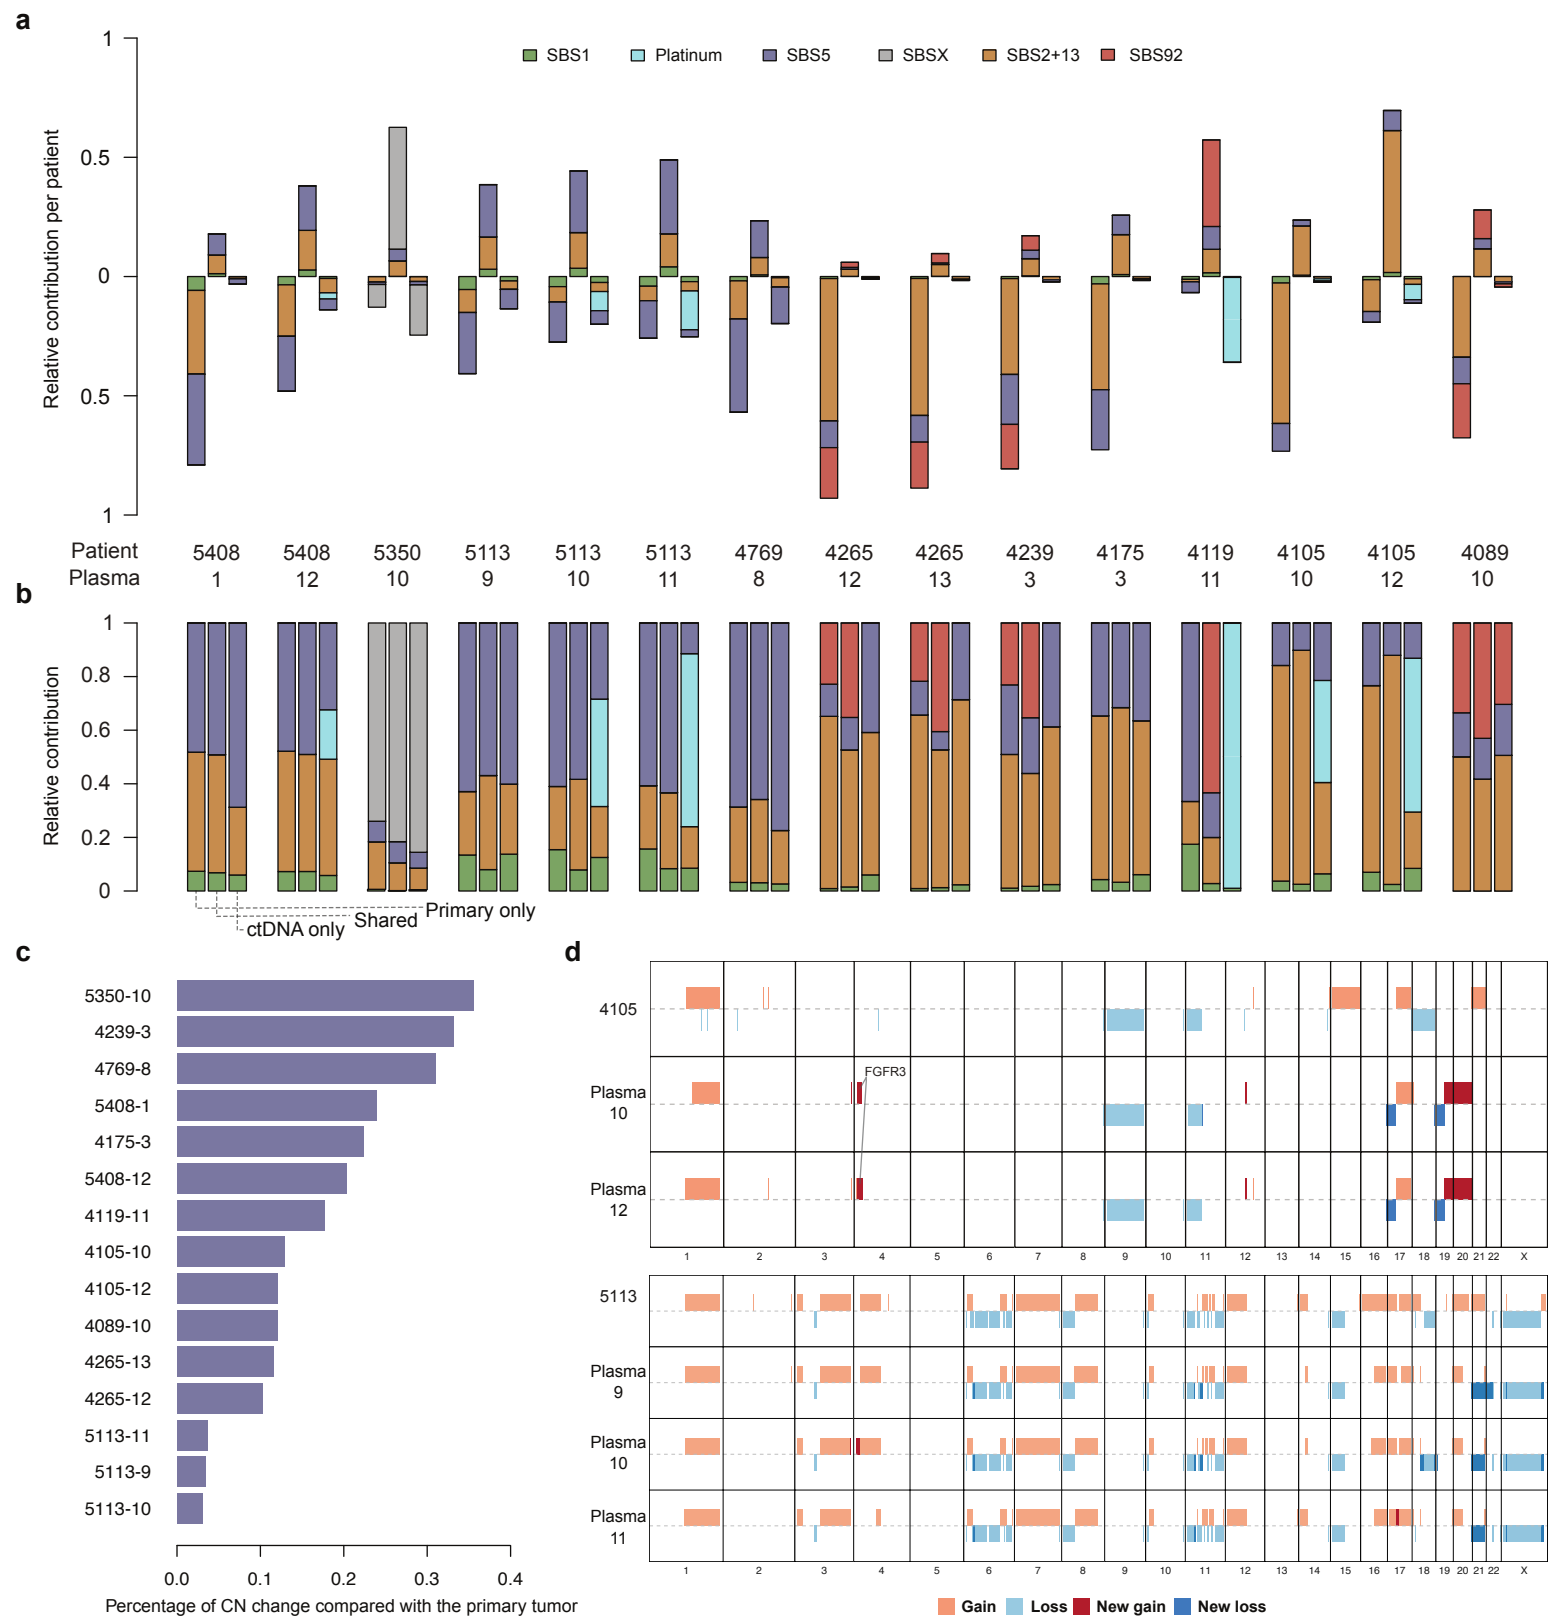 a
SBS1 Platinum SBS5 SBSX SBS2+13 SBS92
Relative contribution per patient
1
0.5
0
0.5
1
Patient 5408 5408 5350 5113 5113 5113 4769 4265 4265 4239 4175 4119 4105 4105 4089
Plasma 1 12 10 9 10 11 8 12 13 3 3 11 10 12 10
b
Relative contribution
1
0.8
0.6
0.4
0.2
0
Primary only
Shared
ctDNA only
c
5350-10
4239-3
4769-8
5408-1
4175-3
5408-12
4119-11
4105-10
4105-12
4089-10
4265-13
4265-12
5113-11
5113-9
5113-10
0.0 0.1 0.2 0.3 0.4
Percentage of CN change compared with the primary tumor
d
4105
Plasma
10
FGFR3
Plasma
12
1 2 3 4 5 6 7 8 9 10 11 12 13 14 15 16 17 18 19 20 21 22 X
5113
Plasma
9
Plasma
10
Plasma
11
1 2 3 4 5 6 7 8 9 10 11 12 13 14 15 16 17 18 19 20 21 22 X
Gain Loss New gain New loss